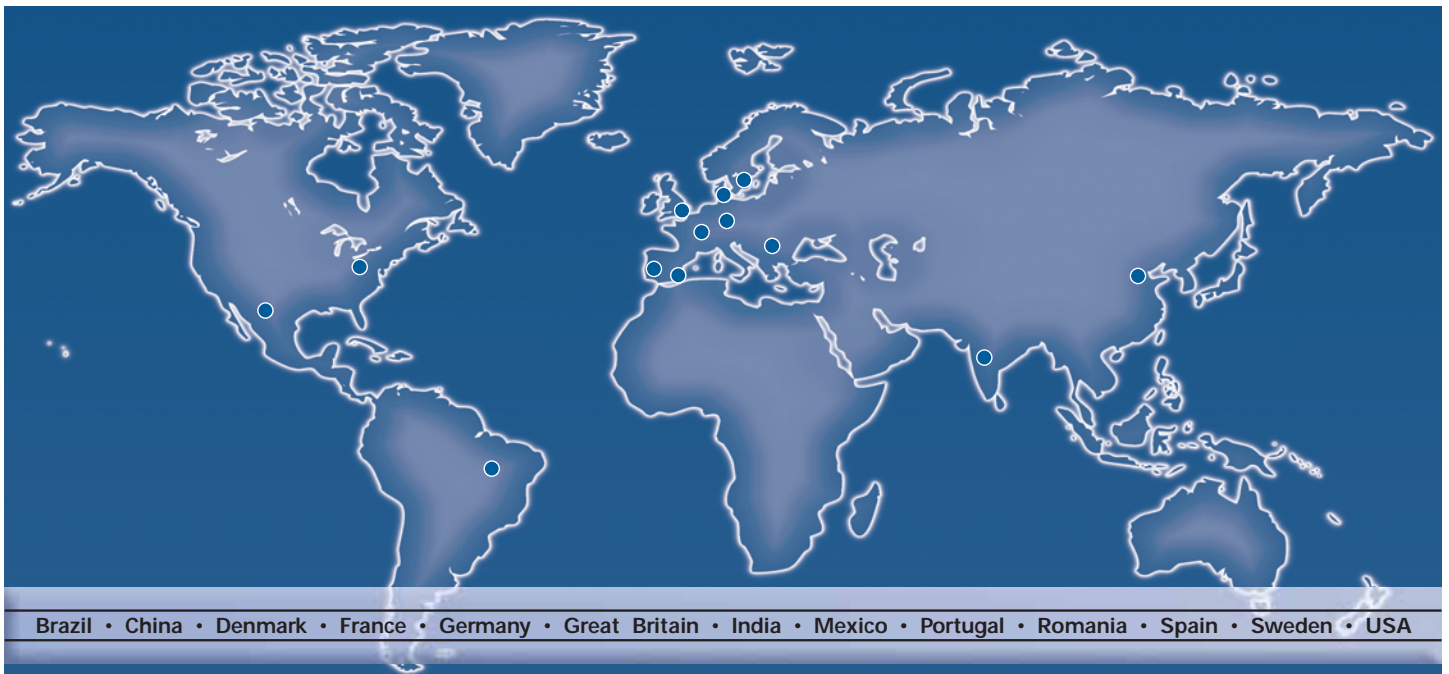 Brazil • China • Denmark • France • Germany • Great Britain • India • Mexico • Portugal • Romania • Spain • Sweden • USA